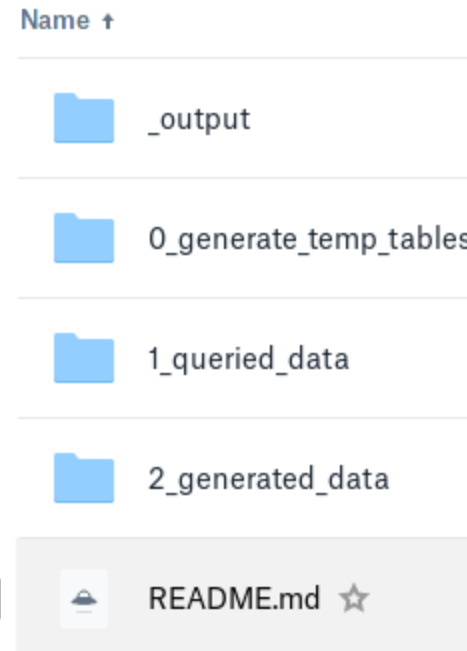 Name ↑
_output
0_generate_temp_tables
1_queried_data
2_generated_data
README.md